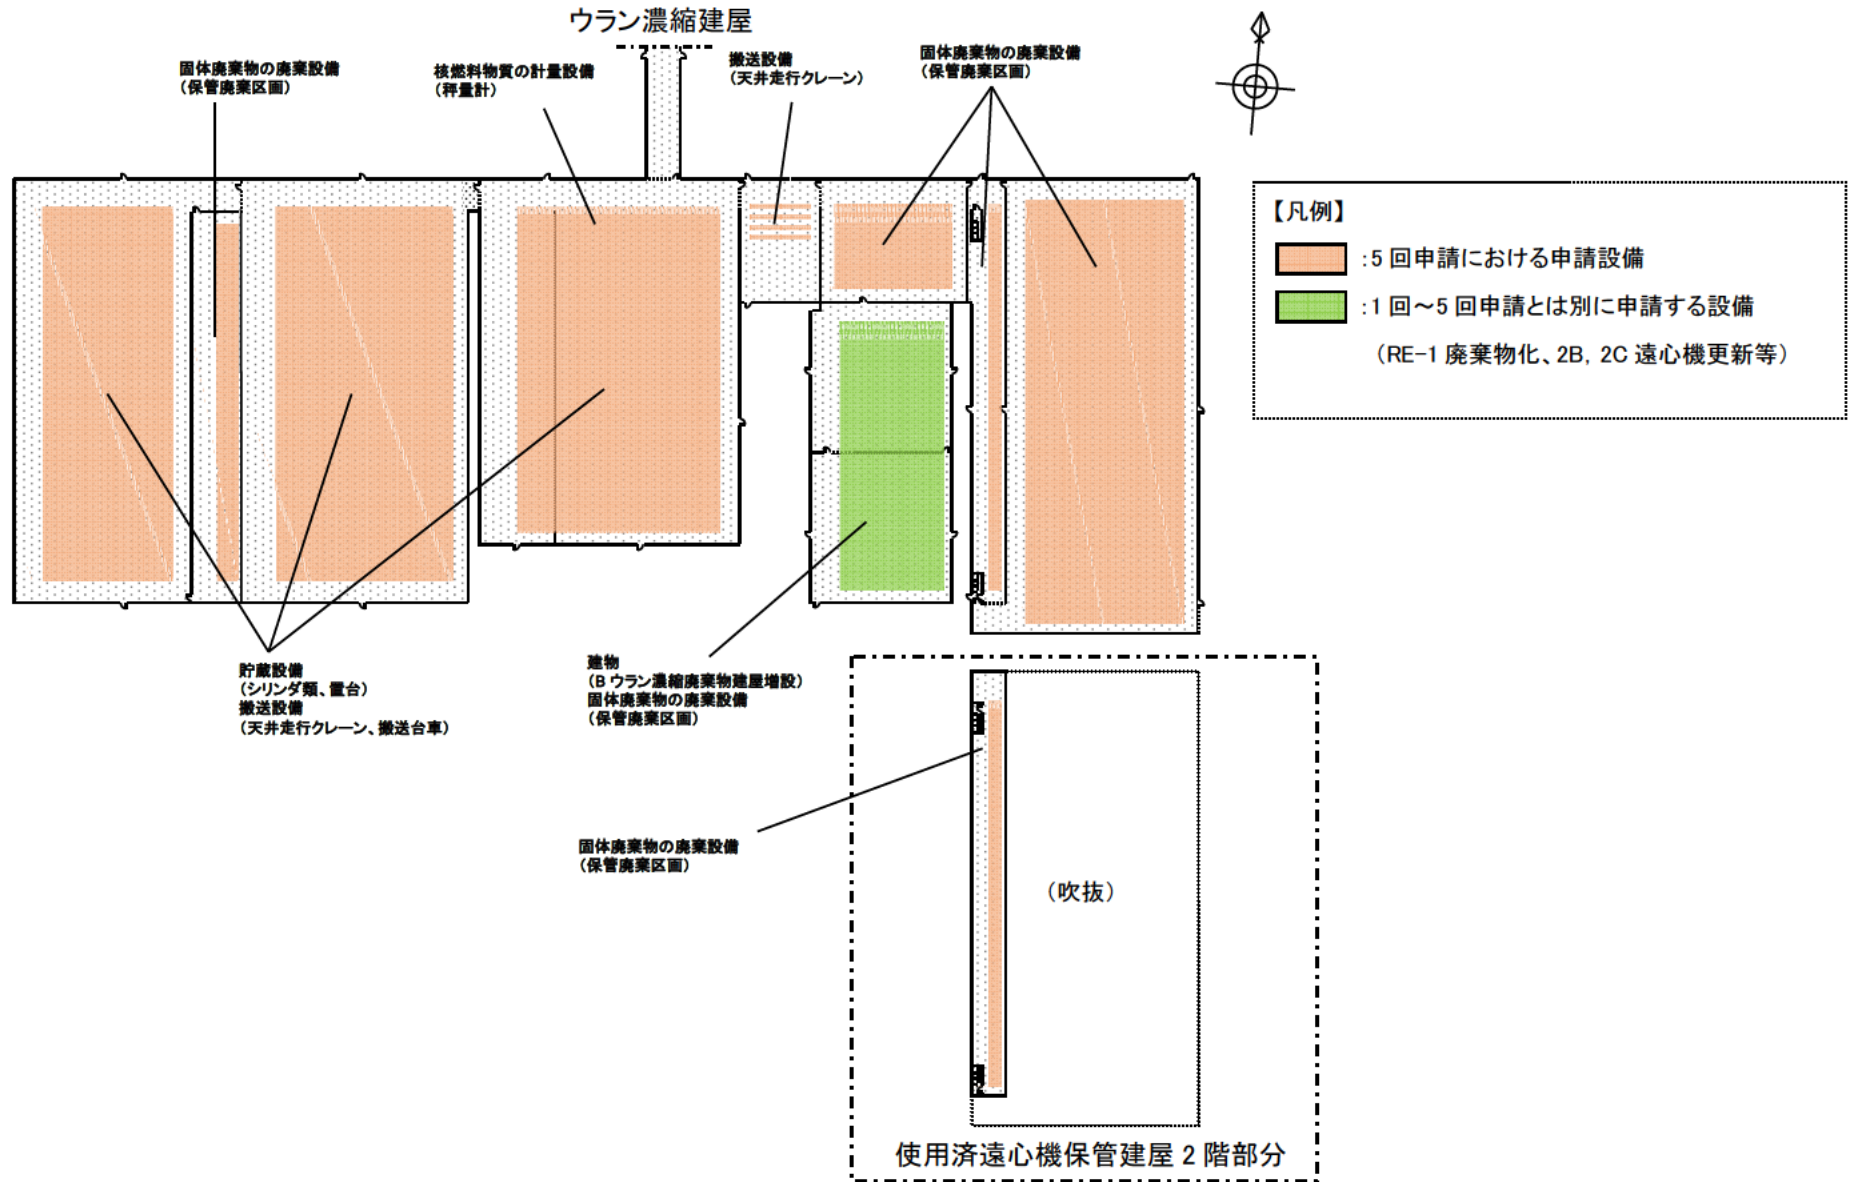 ウラン濃縮建屋
固体廃棄物の廃棄設備
（保管廃棄区画）
核燃料物質の計量設備
（秤量計）
搬送設備
（天井走行クレーン）
固体廃棄物の廃棄設備
（保管廃棄区画）
【凡例】
:5回申請における申請設備
:1回～5回申請とは別に申請する設備
（RE-1 廃棄物化、2B, 2C 遠心機更新等）
貯蔵設備
（シリンダ類、置台）
搬送設備
（天井走行クレーン、搬送台車）
建物
（B ウラン濃縮廃棄物建屋増設）
固体廃棄物の廃棄設備
（保管廃棄区画）
固体廃棄物の廃棄設備
（保管廃棄区画）
（吹抜）
使用済遠心機保管建屋 2 階部分